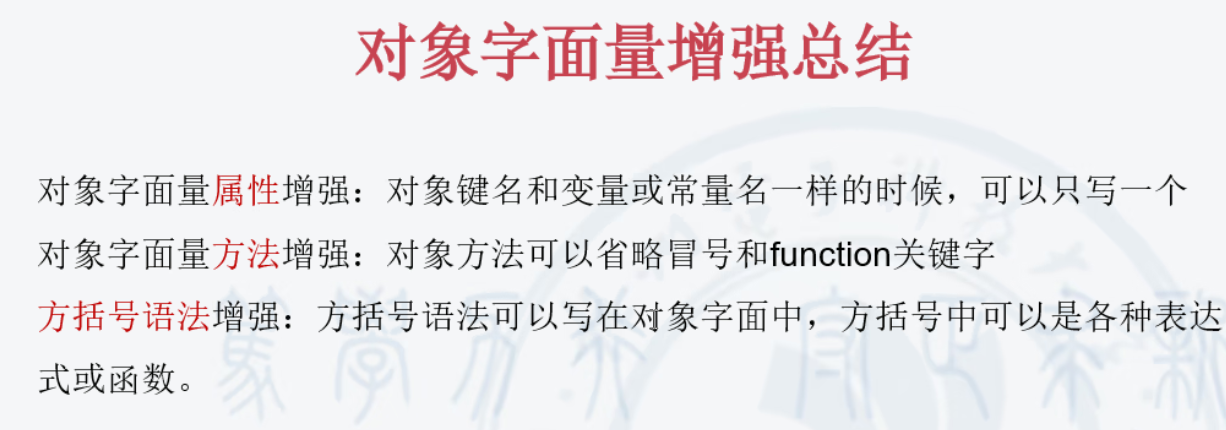 对象字面量增强总结
对象字面量属性增强：对象键名和变量或常量名一样的时候，可以只写一个
对象字面量方法增强：对象方法可以省略冒号和function关键字
方括号语法增强：方括号语法可以写在对象字面中，方括号中可以是各种表达
式或函数。